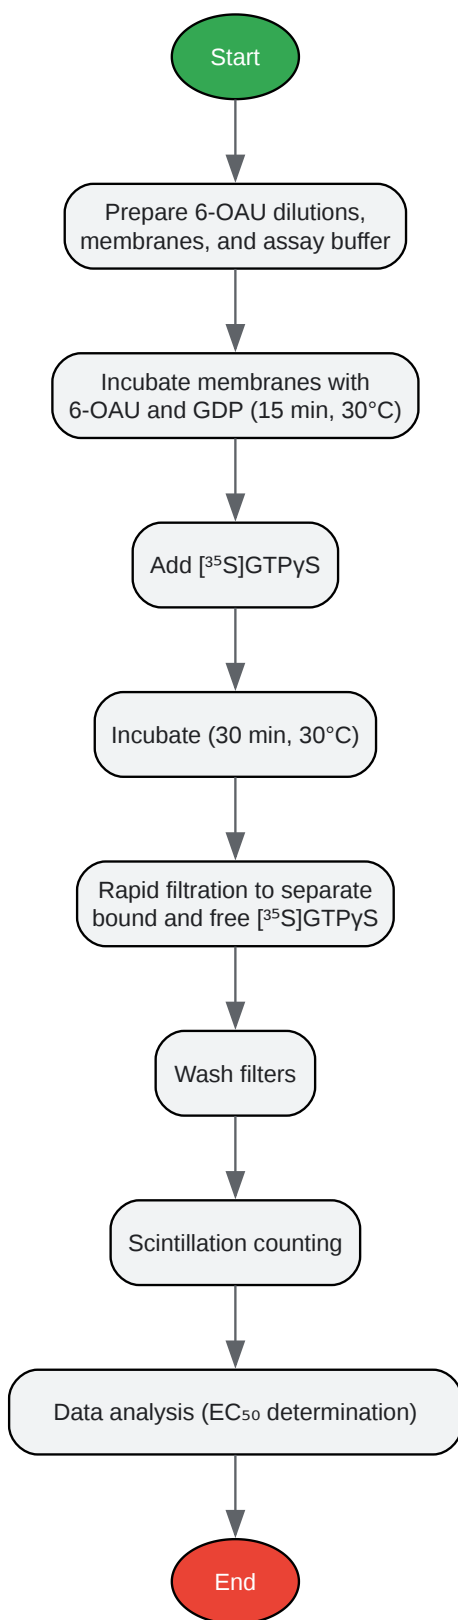 Start
Prepare 6-OAU dilutions,
membranes, and assay buffer
Incubate membranes with
6-OAU and GDP (15 min, 30°C)
Add [³⁵S]GTPγS
Incubate (30 min, 30°C)
Rapid filtration to separate
bound and free [³⁵S]GTPγS
Wash filters
Scintillation counting
Data analysis (EC₅₀ determination)
End